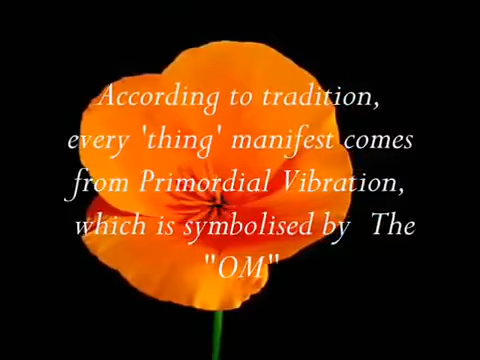 According to tradition,
every 'thing' manifest comes
from Primordial Vibration,
which is symbolised by The
"OM"